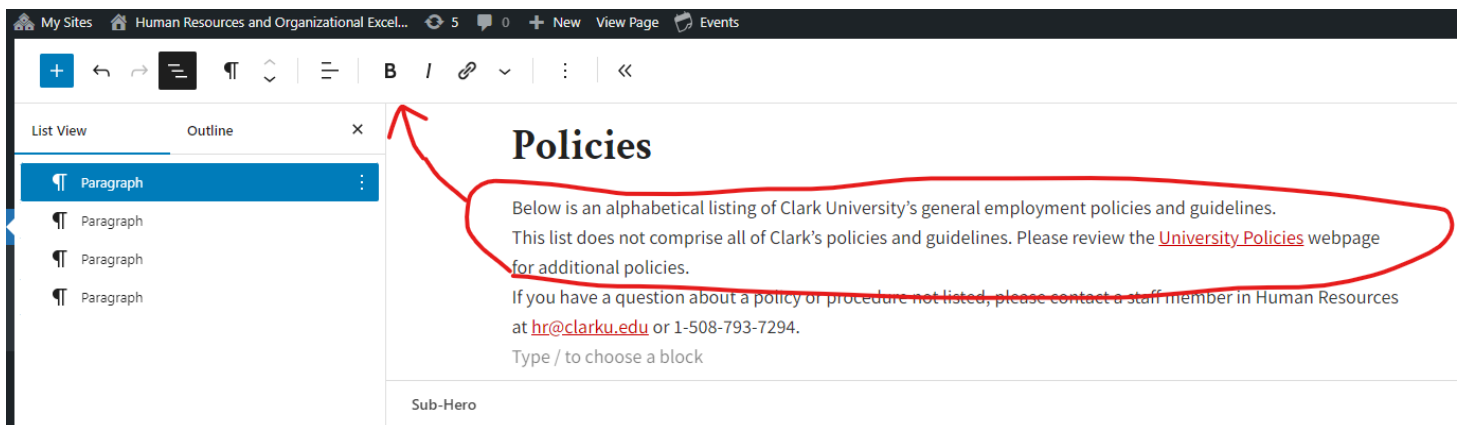 My Sites Human Resources and Organizational Excel... 5 0 New View Page Events
B I
List View Outline
Paragraph
Paragraph
Paragraph
Paragraph
Policies
Below is an alphabetical listing of Clark University’s general employment policies and guidelines.
This list does not comprise all of Clark’s policies and guidelines. Please review the University Policies webpage
for additional policies.
If you have a question about a policy or procedure not listed, please contact a staff member in Human Resources
at hr@clarku.edu or 1-508-793-7294.
Type / to choose a block
Sub-Hero